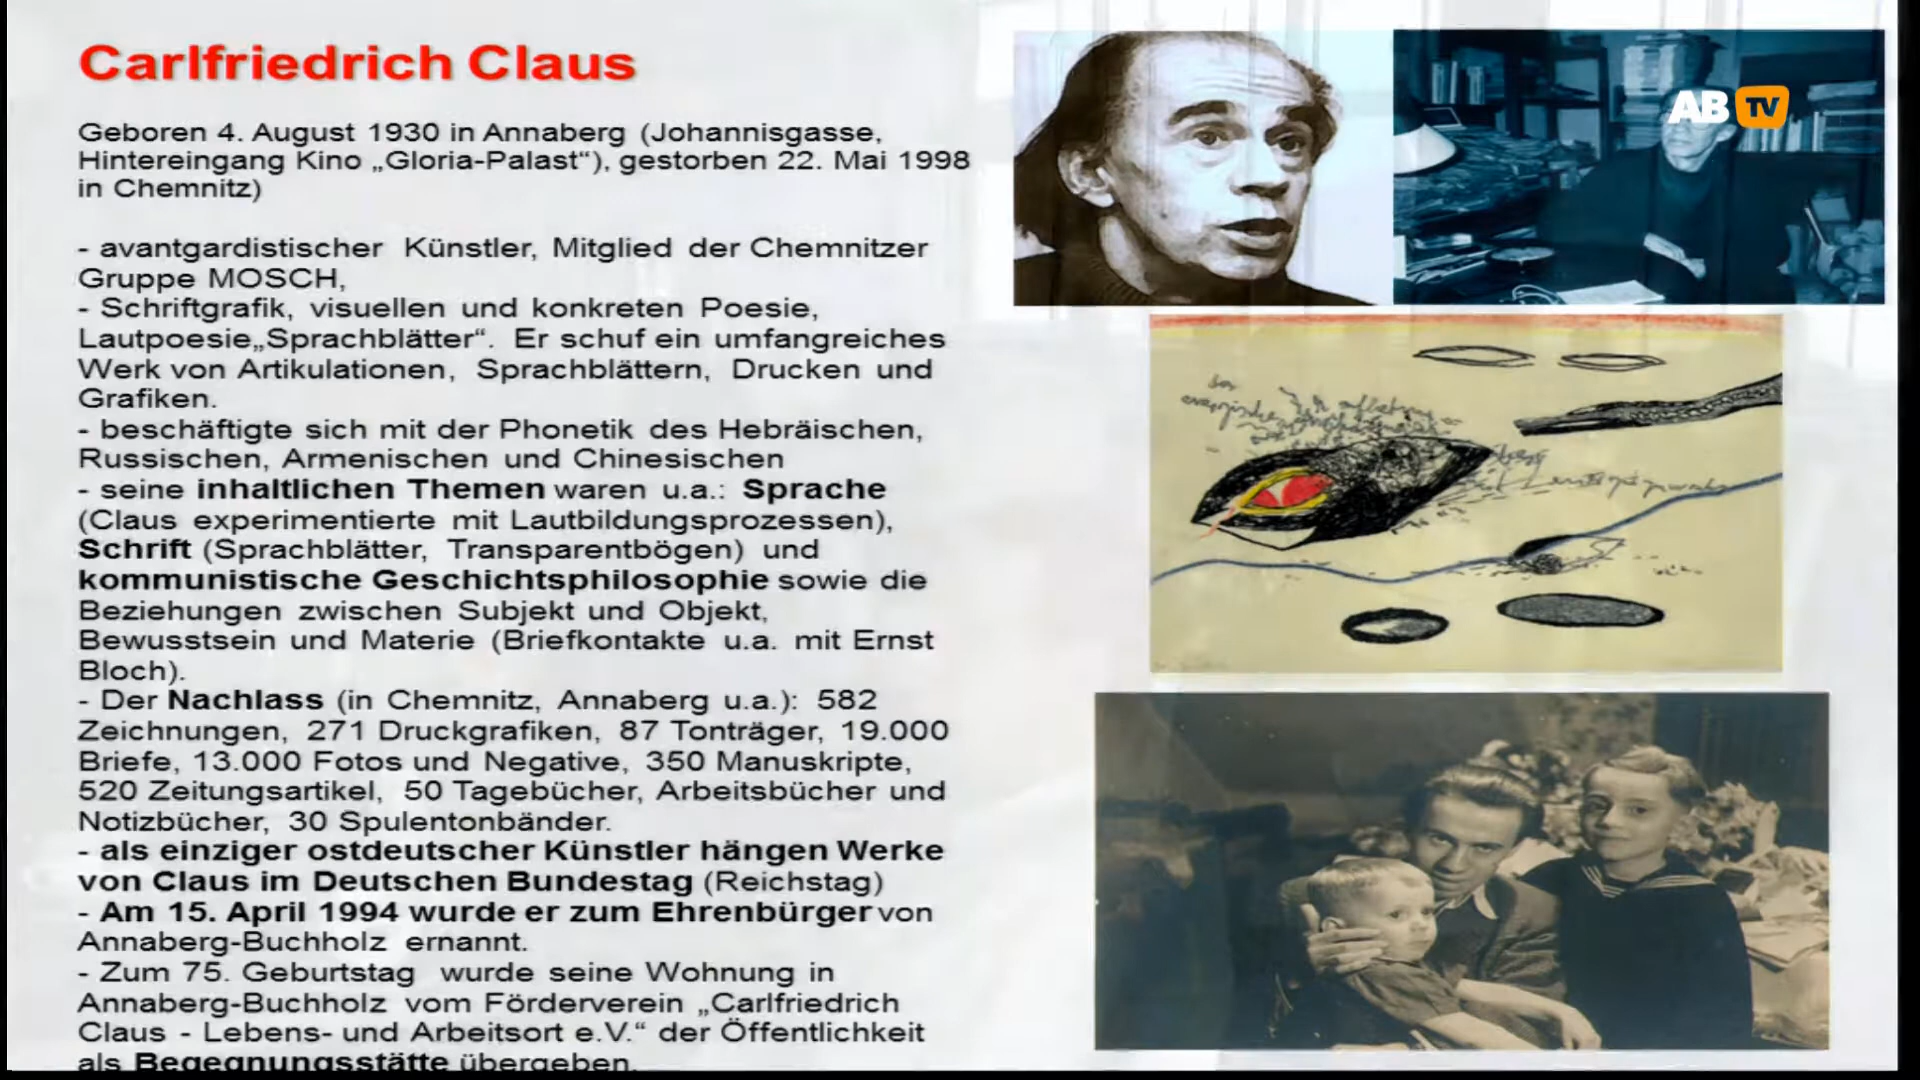 Carlfriedrich Claus
Geboren 4. August 1930 in Annaberg (Johannisgasse,
Hintereingang Kino „Gloria-Palast“), gestorben 22. Mai 1998
in Chemnitz)
- avantgardistischer Künstler, Mitglied der Chemnitzer
Gruppe MOSCH,
- Schriftgrafik, visuellen und konkreten Poesie,
Lautpoesie„Sprachblätter“. Er schuf ein umfangreiches
Werk von Artikulationen, Sprachblättern, Drucken und
Grafiken.
- beschäftigte sich mit der Phonetik des Hebräischen,
Russischen, Armenischen und Chinesischen
- seine inhaltlichen Themen waren u.a.: Sprache
(Claus experimentierte mit Lautbildungsprozessen),
Schrift (Sprachblätter, Transparentbögen) und
kommunistische Geschichtsphilosophie sowie die
Beziehungen zwischen Subjekt und Objekt,
Bewusstsein und Materie (Briefkontakte u.a. mit Ernst
Bloch).
- Der Nachlass (in Chemnitz, Annaberg u.a.): 582
Zeichnungen, 271 Druckgrafiken, 87 Tonträger, 19.000
Briefe, 13.000 Fotos und Negative, 350 Manuskripte,
520 Zeitungsartikel, 50 Tagebücher, Arbeitsbücher und
Notizbücher, 30 Spulentonbänder.
- als einziger ostdeutscher Künstler hängen Werke
von Claus im Deutschen Bundestag (Reichstag)
- Am 15. April 1994 wurde er zum Ehrenbürger von
Annaberg-Buchholz ernannt.
- Zum 75. Geburtstag wurde seine Wohnung in
Annaberg-Buchholz vom Förderverein „Carlfriedrich
Claus - Lebens- und Arbeitsort e.V.“ der Öffentlichkeit
als Begegnungsstätte übergeben.
AB TV